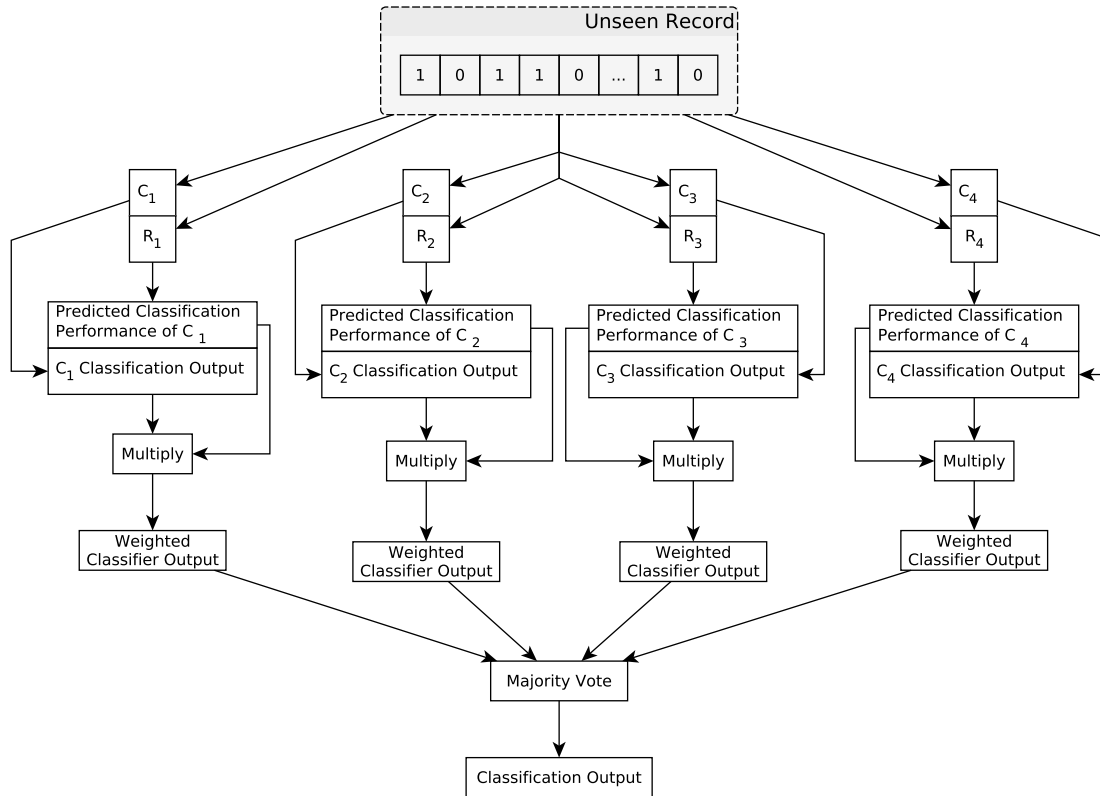 Unseen Record
1 0 1 1 0 ... 1 0
C1
R1
C2
R2
C3
R3
C4
R4
Predicted Classification
Performance of C 1
C1 Classification Output
Predicted Classification
Performance of C 2
C2 Classification Output
Predicted Classification
Performance of C 3
C3 Classification Output
Predicted Classification
Performance of C 4
C4 Classification Output
Multiply
Multiply
Multiply
Multiply
Weighted
Classifier Output
Weighted
Classifier Output
Weighted
Classifier Output
Weighted
Classifier Output
Majority Vote
Classification Output